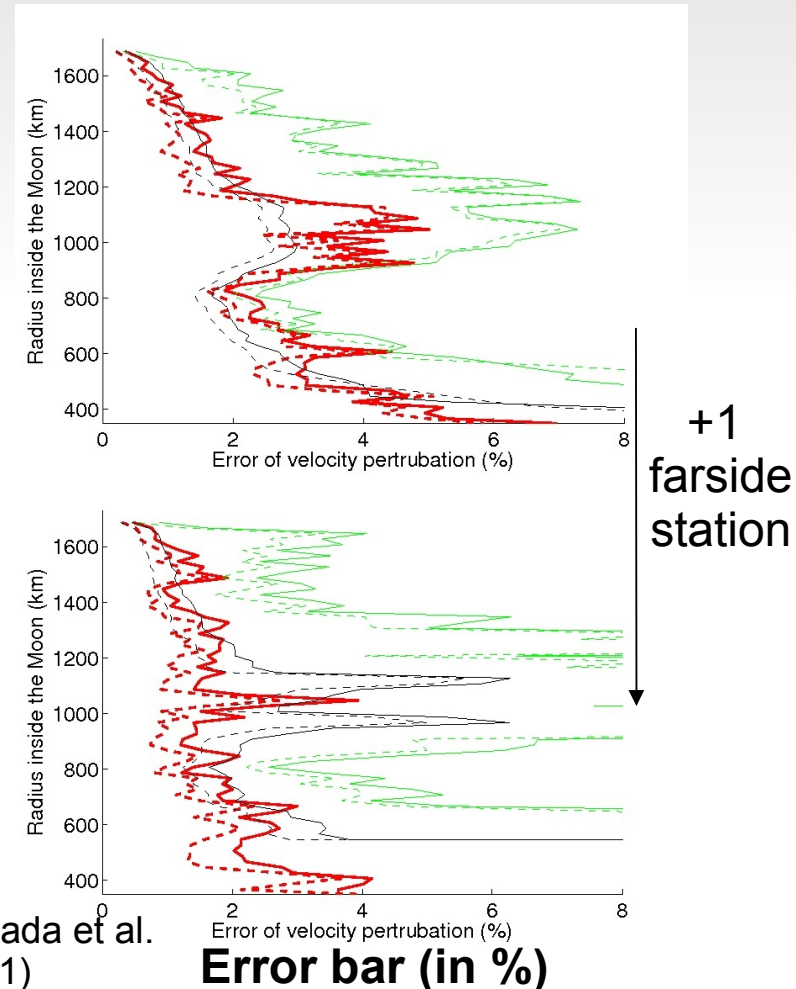 Radius inside the Moon (km)
1600
1400
1200
1000
800
600
400
0 2 4 6 8
Error of velocity pertrubation (%)
+1
farside
station
Radius inside the Moon (km)
1600
1400
1200
1000
800
600
400
0 2 4 6 8
Error of velocity pertrubation (%)
ada et al.
1)
Error bar (in %)